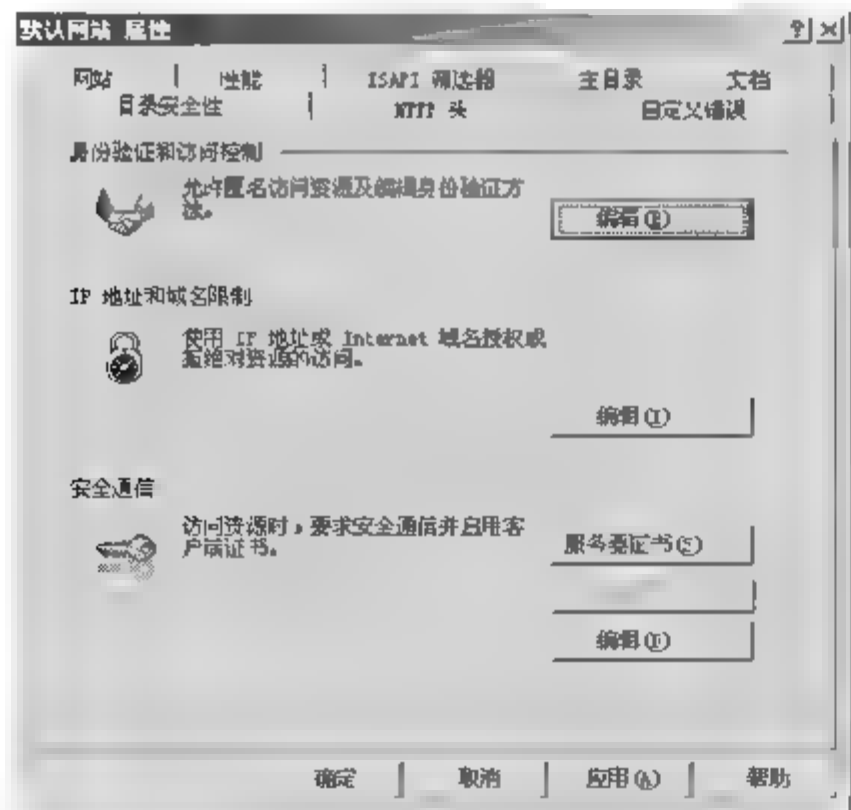 默认网站 属性
网站 性能 ISAPI 筛选器 主目录 文档
目录安全性 HTTP 头 自定义错误
身份验证和访问控制
允许匿名访问资源及编辑身份验证方
法。
编辑(E)
IP 地址和域名限制
使用 IP 地址或 Internet 域名授权或
拒绝对资源的访问。
编辑(I)
安全通信
访问资源时，要求安全通信并启用客
户端证书。
服务器证书(S)
编辑(D)
确定 取消 应用(A) 帮助